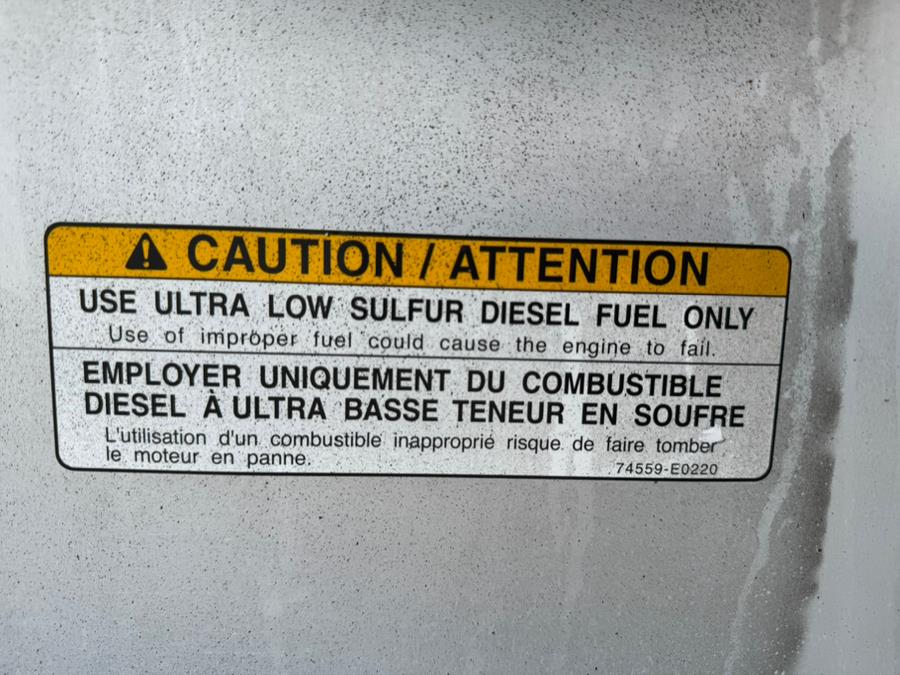 CAUTION / ATTENTION
USE ULTRA LOW SULFUR DIESEL FUEL ONLY
Use of improper fuel could cause the engine to fail.
EMPLOYER UNIQUEMENT DU COMBUSTIBLE
DIESEL À ULTRA BASSE TENEUR EN SOUFRE
L'utilisation d'un combustible inapproprié risque de faire tomber
le moteur en panne.
74559-E0220